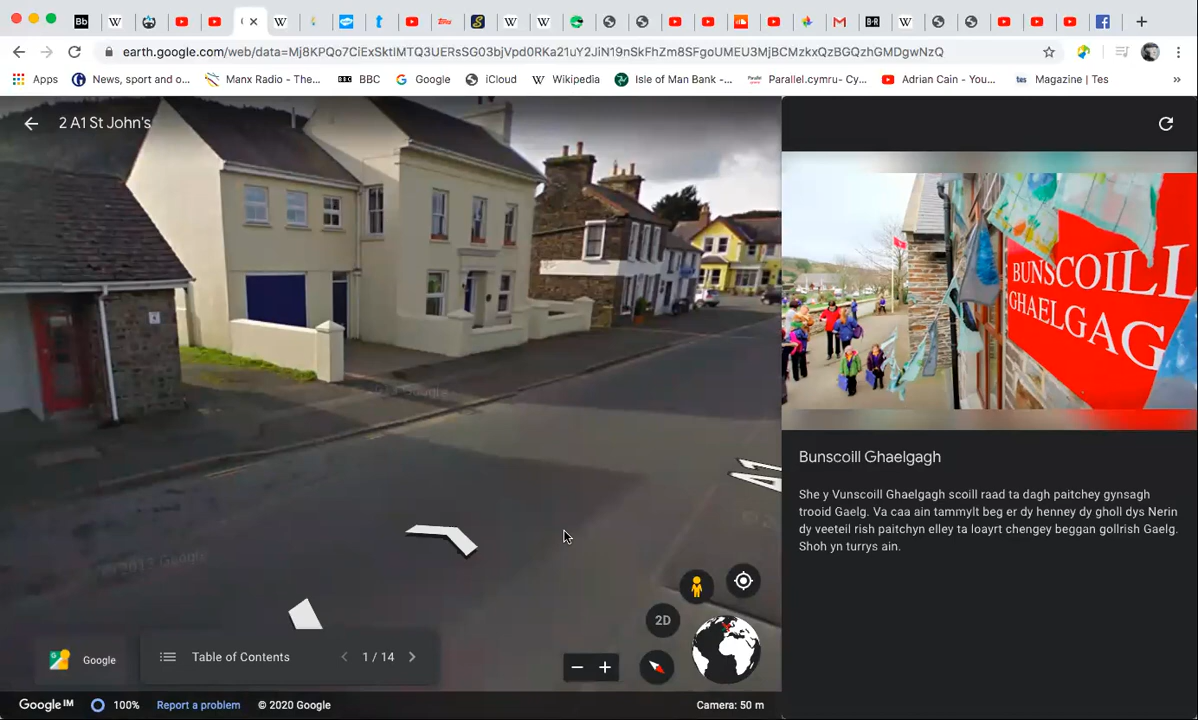 earth.google.com/web/data=Mj8KPQo7CiExSktlMTQ3UERsSG03bjVpd0RKa21uY2JiN19nSkFhZm8SFgoUMEU3MjBCMzkxQzBGQzhGMDgwNzQ
Apps
News, sport and o...
Manx Radio - The...
BBC
Google
iCloud
Wikipedia
Isle of Man Bank -...
Parallel.cymru- Cy...
Adrian Cain - You...
Magazine | Tes
»
2 A1 St John's
BUNSCOILL
GHAELGAG
Bunscoill Ghaelgagh
She y Vunscoill Ghaelgagh scoill raad ta dagh paitchey gynsagh
trooid Gaelg. Va caa ain tammylt beg er dy henney dy gholl dys Nerin
dy veeteil rish paitchyn elley ta loayrt chengey beggan gollrish Gaelg.
Shoh yn turrys ain.
A1
2D
Google
Table of Contents
1 / 14
Google
100%
Report a problem
© 2020 Google
Camera: 50 m